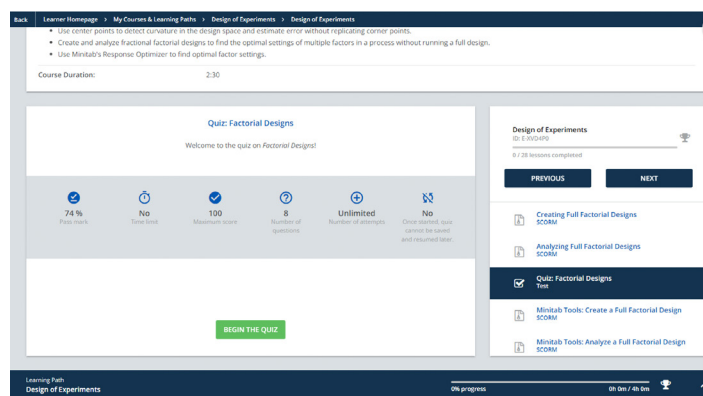 Back Learner Homepage > My Courses & Learning Paths > Design of Experiments > Design of Experiments
• Use center points to detect curvature in the design space and estimate error without replicating corner points.
• Create and analyze fractional factorial designs to find the optimal settings of multiple factors in a process without running a full design.
• Use Minitab's Response Optimizer to find optimal factor settings.
Course Duration: 2:30
Quiz: Factorial Designs
Welcome to the quiz on Factorial Designs!
74 %
Pass mark
No
Time limit
100
Maximum score
8
Number of
questions
Unlimited
Number of attempts
No
Once started, quiz
cannot be saved
and resumed later.
BEGIN THE QUIZ
Design of Experiments
ID: E-XVD4P0
0 / 28 lessons completed
PREVIOUS NEXT
Creating Full Factorial Designs
SCORM
Analyzing Full Factorial Designs
SCORM
Quiz: Factorial Designs
Test
Minitab Tools: Create a Full Factorial Design
SCORM
Minitab Tools: Analyze a Full Factorial Design
SCORM
Learning Path
Design of Experiments
0% progress 0h 0m / 4h 0m